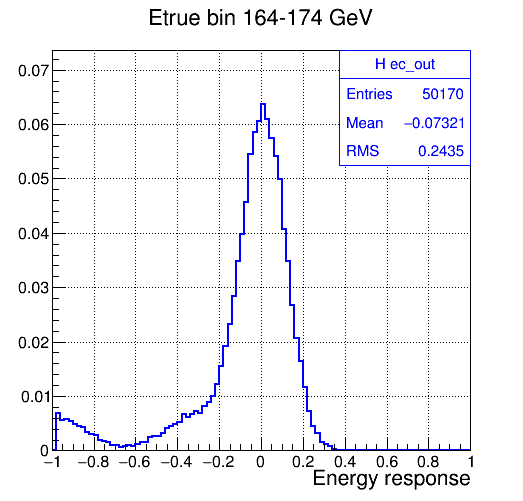 Etrue bin 164-174 GeV
H ec_out
Entries 50170
Mean −0.07321
RMS 0.2435
0.07
0.06
0.05
0.04
0.03
0.02
0.01
0
−1 −0.8 −0.6 −0.4 −0.2 0 0.2 0.4 0.6 0.8 1
Energy response